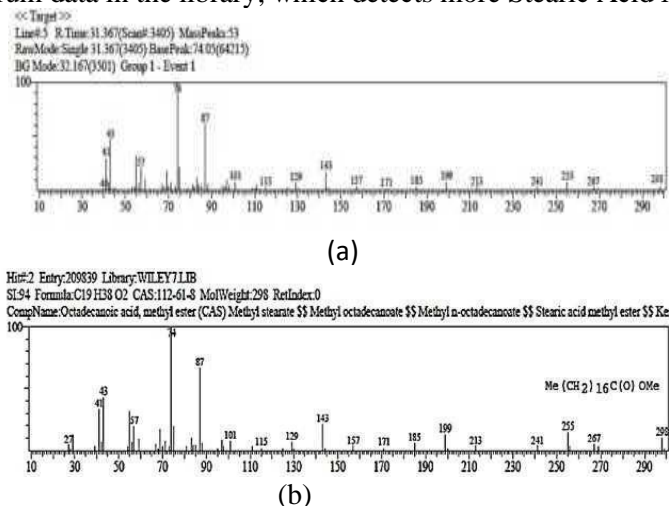 rum data in the library, which detects more Stearic Acid
<< Target >>
Line#:5 R.Time:31.367(Scan#:3405) MassPeaks:53
RawMode:Single 31.367(3405) BasePeak:74.05(64215)
BG Mode:32.167(3501) Group 1 - Event 1
100
87
43
41
57
101 115 129 143 157 171 185 199 213 241 255 267 298
10 30 50 70 90 110 130 150 170 190 210 230 250 270 290
(a)
Hit#:2 Entry:209839 Library:WILEY7.LIB
SI:94 Formula:C19 H38 O2 CAS:112-61-8 MolWeight:298 RetIndex:0
CompName:Octadecanoic acid, methyl ester (CAS) Methyl stearate $$ Methyl octadecanoate $$ Methyl n-octadecanoate $$ Stearic acid methyl ester $$ Ke
100
74
87
Me(CH2)16C(O) OMe
43
41
57
27 101 115 129 143 157 171 185 199 213 241 255 267 298
10 30 50 70 90 110 130 150 170 190 210 230 250 270 290
(b)